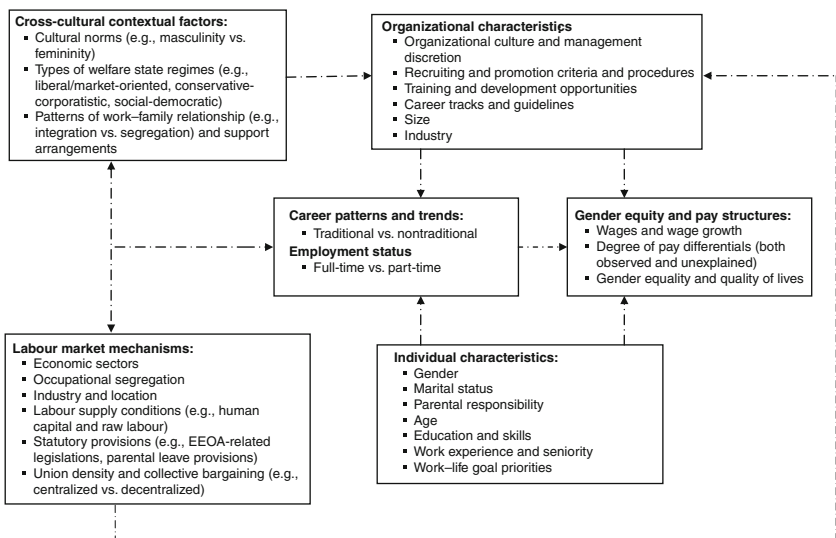 Cross-cultural contextual factors:
▪ Cultural norms (e.g., masculinity vs.
femininity)
▪ Types of welfare state regimes (e.g.,
liberal/market-oriented, conservative-
corporatistic, social-democratic)
▪ Patterns of work–family relationship (e.g.,
integration vs. segregation) and support
arrangements
Organizational characteristics
▪ Organizational culture and management
discretion
▪ Recruiting and promotion criteria and procedures
▪ Training and development opportunities
▪ Career tracks and guidelines
▪ Size
▪ Industry
Career patterns and trends:
▪ Traditional vs. nontraditional
Employment status
▪ Full-time vs. part-time
Gender equity and pay structures:
▪ Wages and wage growth
▪ Degree of pay differentials (both
observed and unexplained)
▪ Gender equality and quality of lives
Labour market mechanisms:
▪ Economic sectors
▪ Occupational segregation
▪ Industry and location
▪ Labour supply conditions (e.g., human
capital and raw labour)
▪ Statutory provisions (e.g., EEOA-related
legislations, parental leave provisions)
▪ Union density and collective bargaining (e.g.,
centralized vs. decentralized)
Individual characteristics:
▪ Gender
▪ Marital status
▪ Parental responsibility
▪ Age
▪ Education and skills
▪ Work experience and seniority
▪ Work–life goal priorities